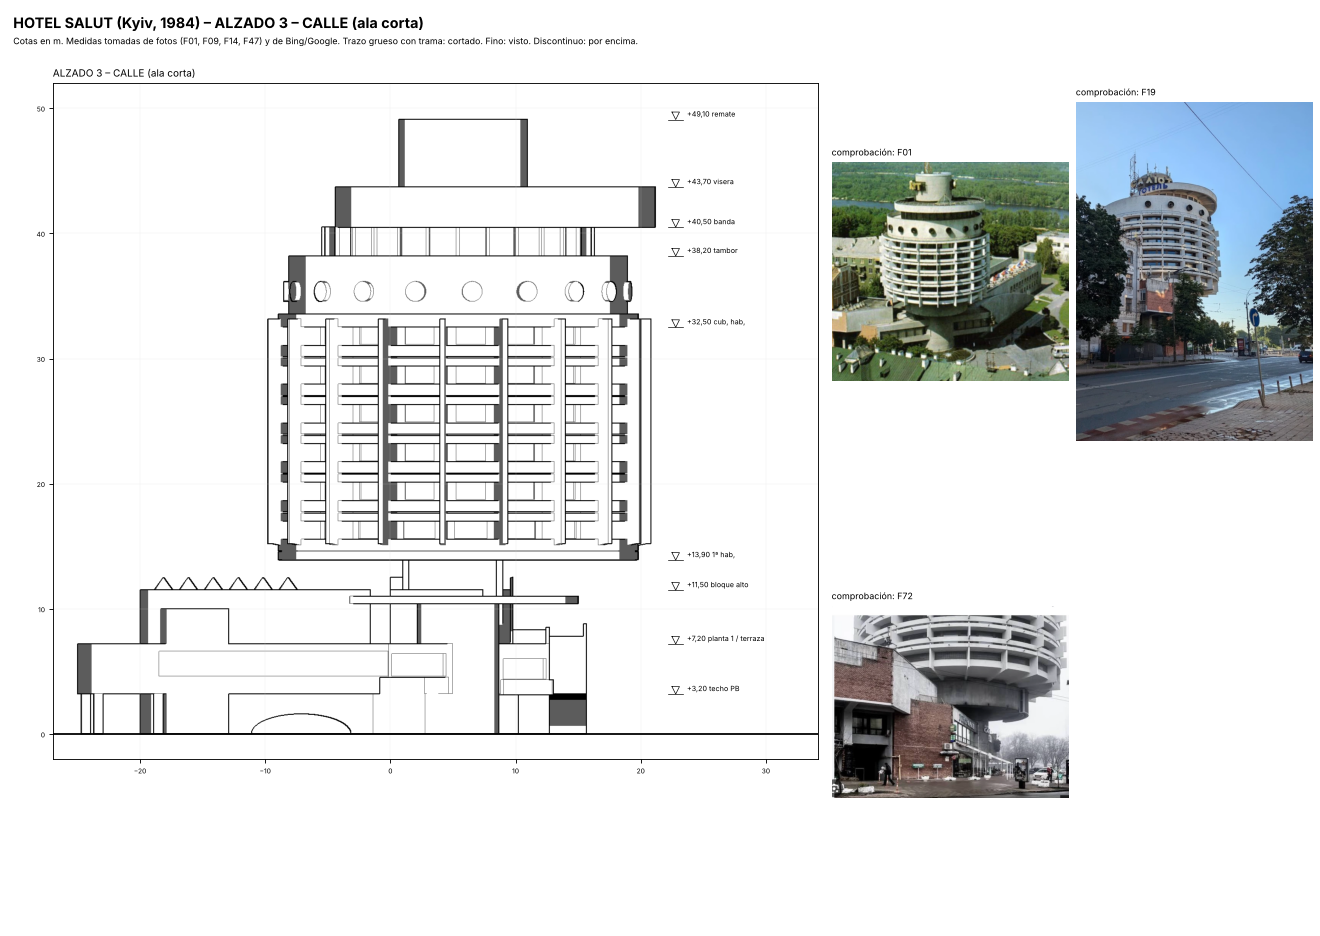 HOTEL SALUT (Kyiv, 1984) – ALZADO 3 – CALLE (ala corta)
Cotas en m. Medidas tomadas de fotos (F01, F09, F14, F47) y de Bing/Google. Trazo grueso con trama: cortado. Fino: visto. Discontinuo: por encima.
ALZADO 3 – CALLE (ala corta)
50
40
30
20
10
0
−20
−10
0
10
20
30
+49,10 remate
+43,70 visera
+40,50 banda
+38,20 tambor
+32,50 cub, hab,
+13,90 1ª hab,
+11,50 bloque alto
+7,20 planta 1 / terraza
+3,20 techo PB
comprobación: F01
comprobación: F19
comprobación: F72